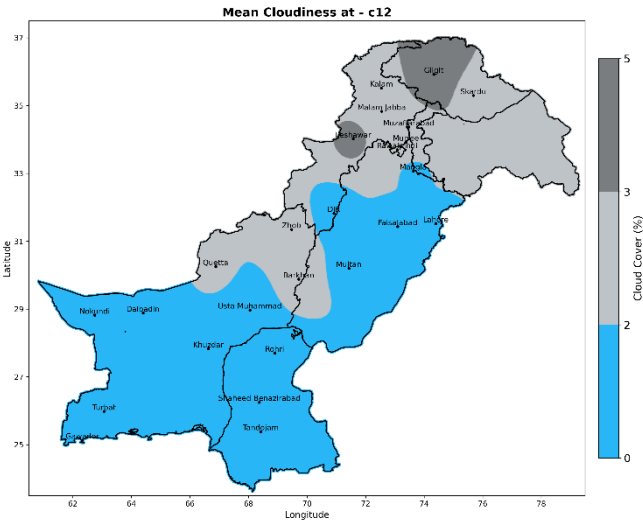 Mean Cloudiness at - c12
37
35
33
31
29
27
25
Latitude
62
64
66
68
70
72
74
76
78
Longitude
Gilgit
Kalam
Skardu
Malam Jabba
Muzaffarabad
Peshawar
Murree
Mangla
DIK
Zhob
Faisalabad
Lahore
Quetta
Multan
Barkhan
Nokundi
Dalbadin
Usta Muhammad
Khuzdar
Rohri
Shaheed Benazirabad
Turbat
Tandojam
Gawadar
5
3
2
0
Cloud Cover (%)